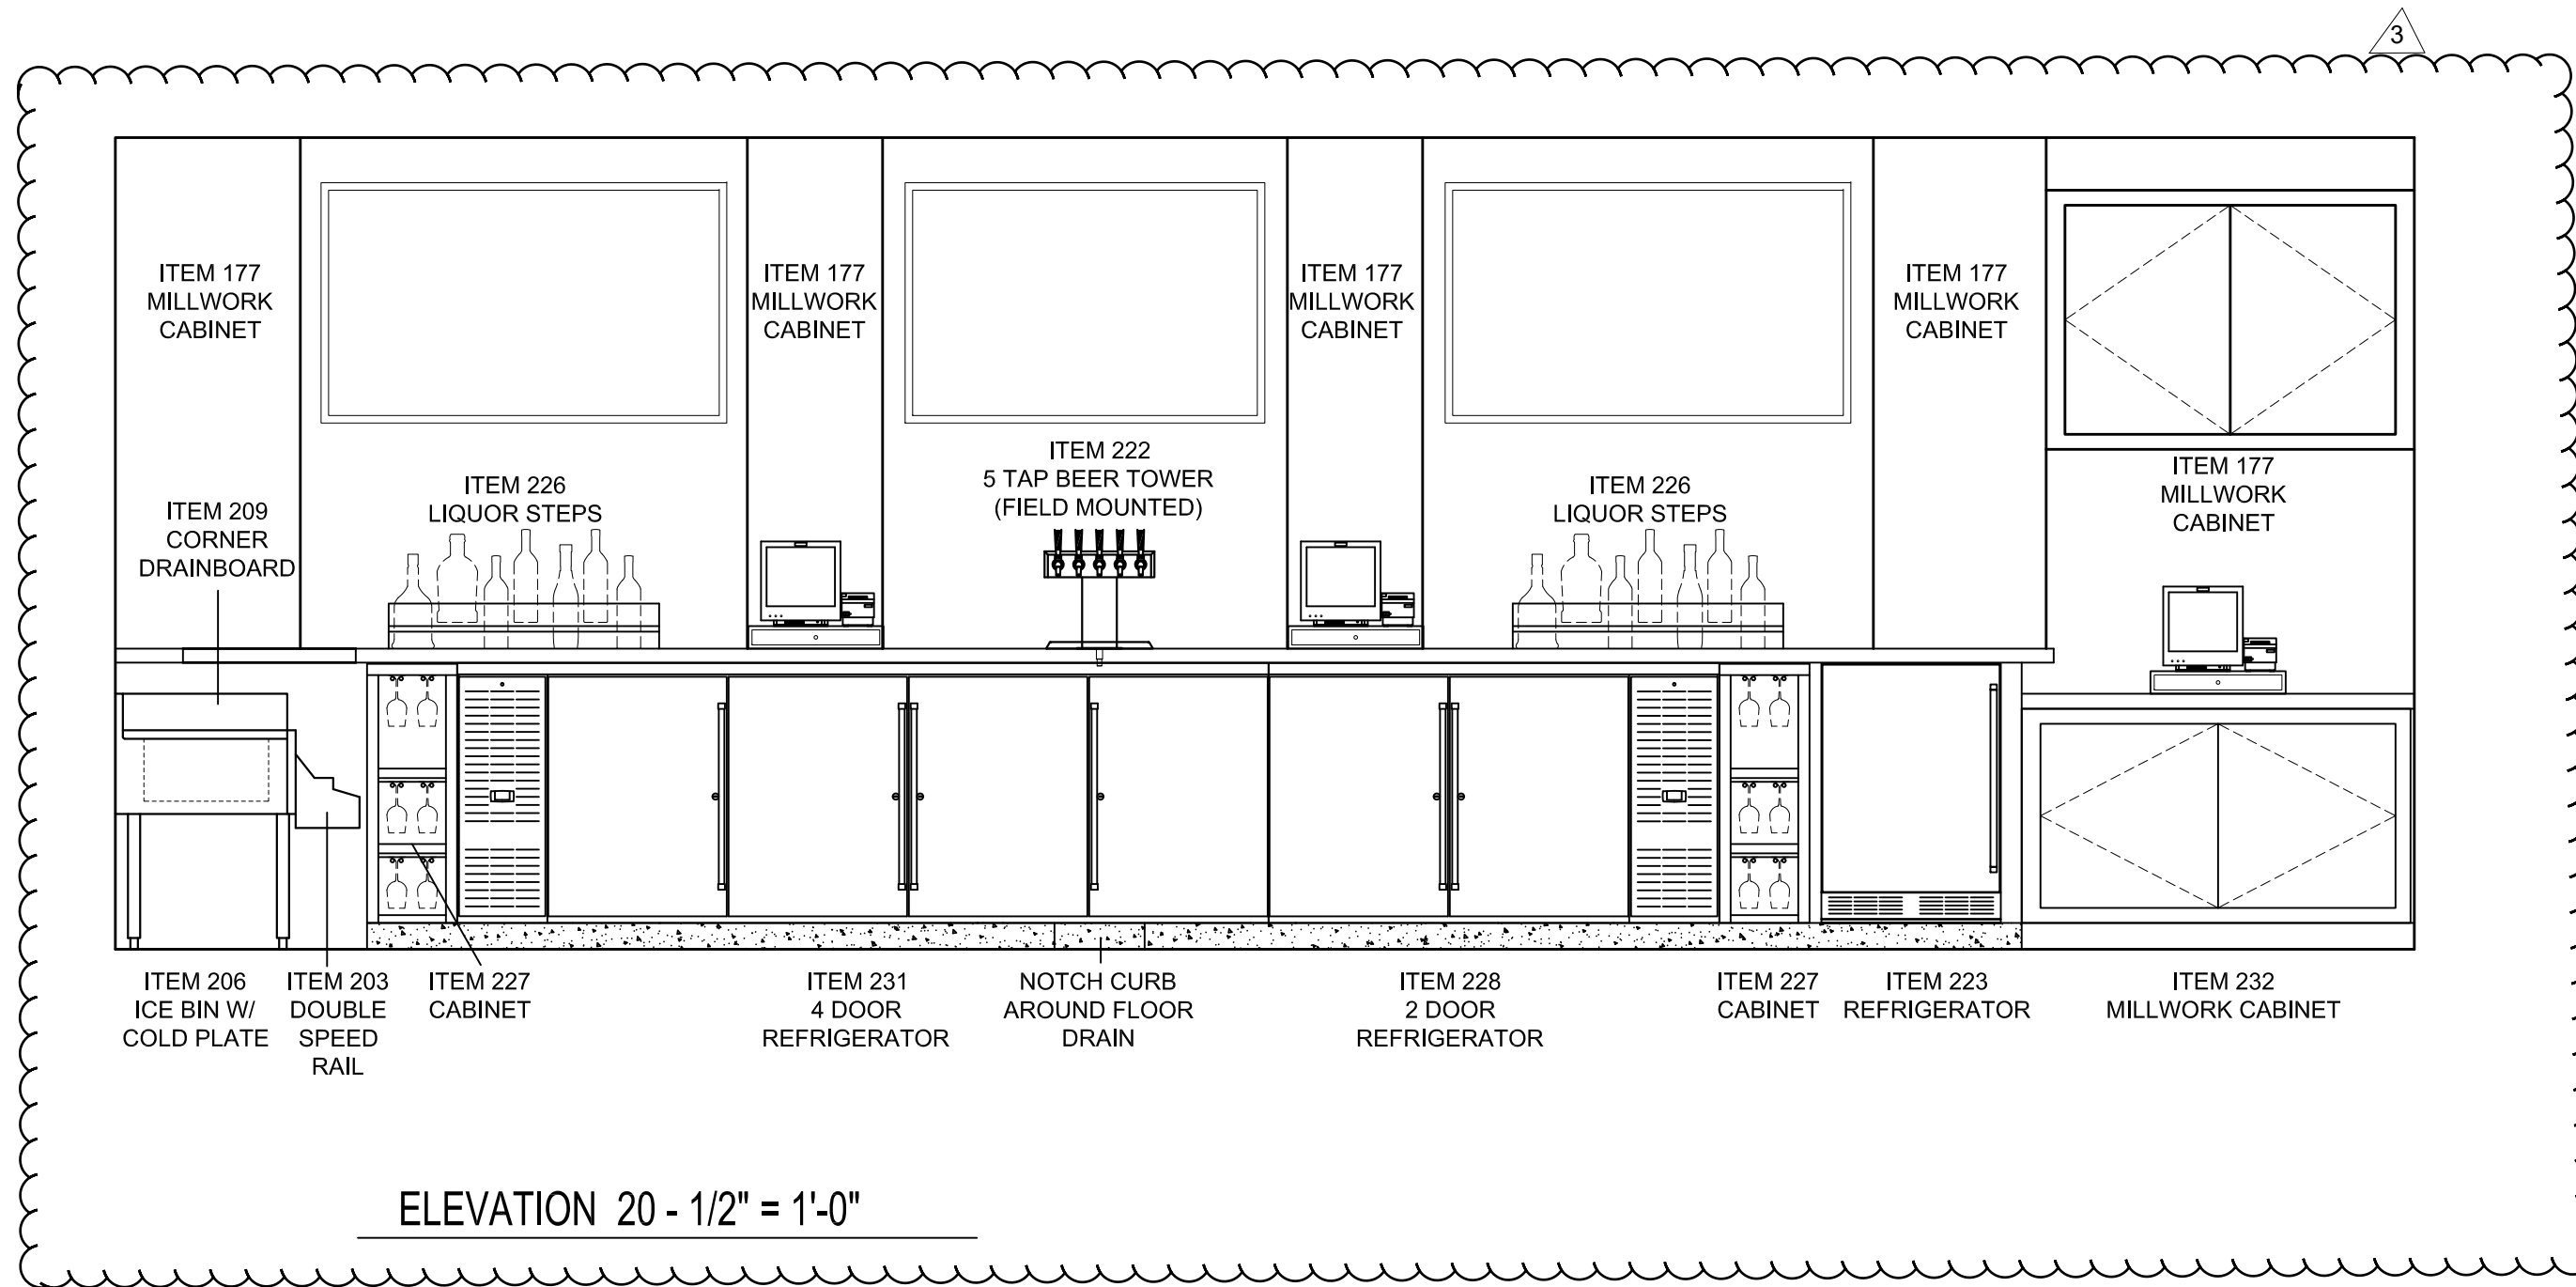 3
ITEM 177
MILLWORK
CABINET
ITEM 177
MILLWORK
CABINET
ITEM 177
MILLWORK
CABINET
ITEM 177
MILLWORK
CABINET
ITEM 222
5 TAP BEER TOWER
(FIELD MOUNTED)
ITEM 177
MILLWORK
CABINET
ITEM 209
CORNER
DRAINBOARD
ITEM 226
LIQUOR STEPS
ITEM 226
LIQUOR STEPS
ITEM 206
ICE BIN W/
COLD PLATE
ITEM 203
DOUBLE
SPEED
RAIL
ITEM 227
CABINET
ITEM 231
4 DOOR
REFRIGERATOR
NOTCH CURB
AROUND FLOOR
DRAIN
ITEM 228
2 DOOR
REFRIGERATOR
ITEM 227
CABINET
ITEM 223
REFRIGERATOR
ITEM 232
MILLWORK CABINET
ELEVATION 20 - 1/2" = 1'-0"